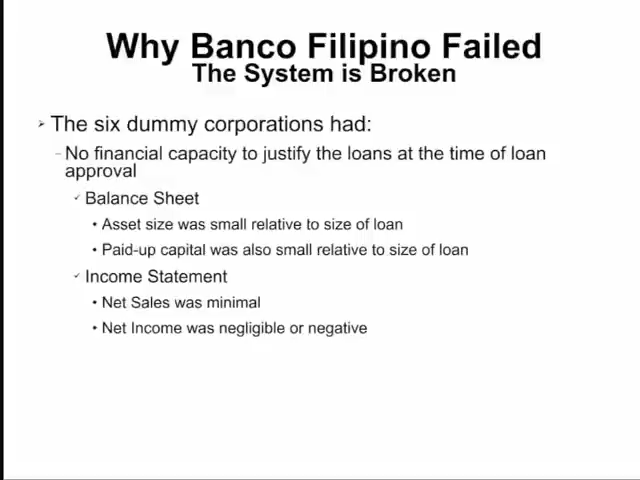 Why Banco Filipino Failed
The System is Broken
➢ The six dummy corporations had:
– No financial capacity to justify the loans at the time of loan
approval
✓ Balance Sheet
• Asset size was small relative to size of loan
• Paid-up capital was also small relative to size of loan
✓ Income Statement
• Net Sales was minimal
• Net Income was negligible or negative